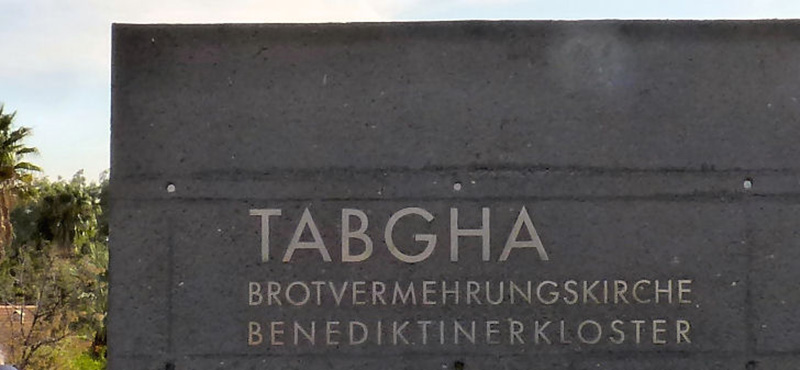 TABGHA
BROTVERMEHRUNGSKIRCHE
BENEDIKTINERKLOSTER